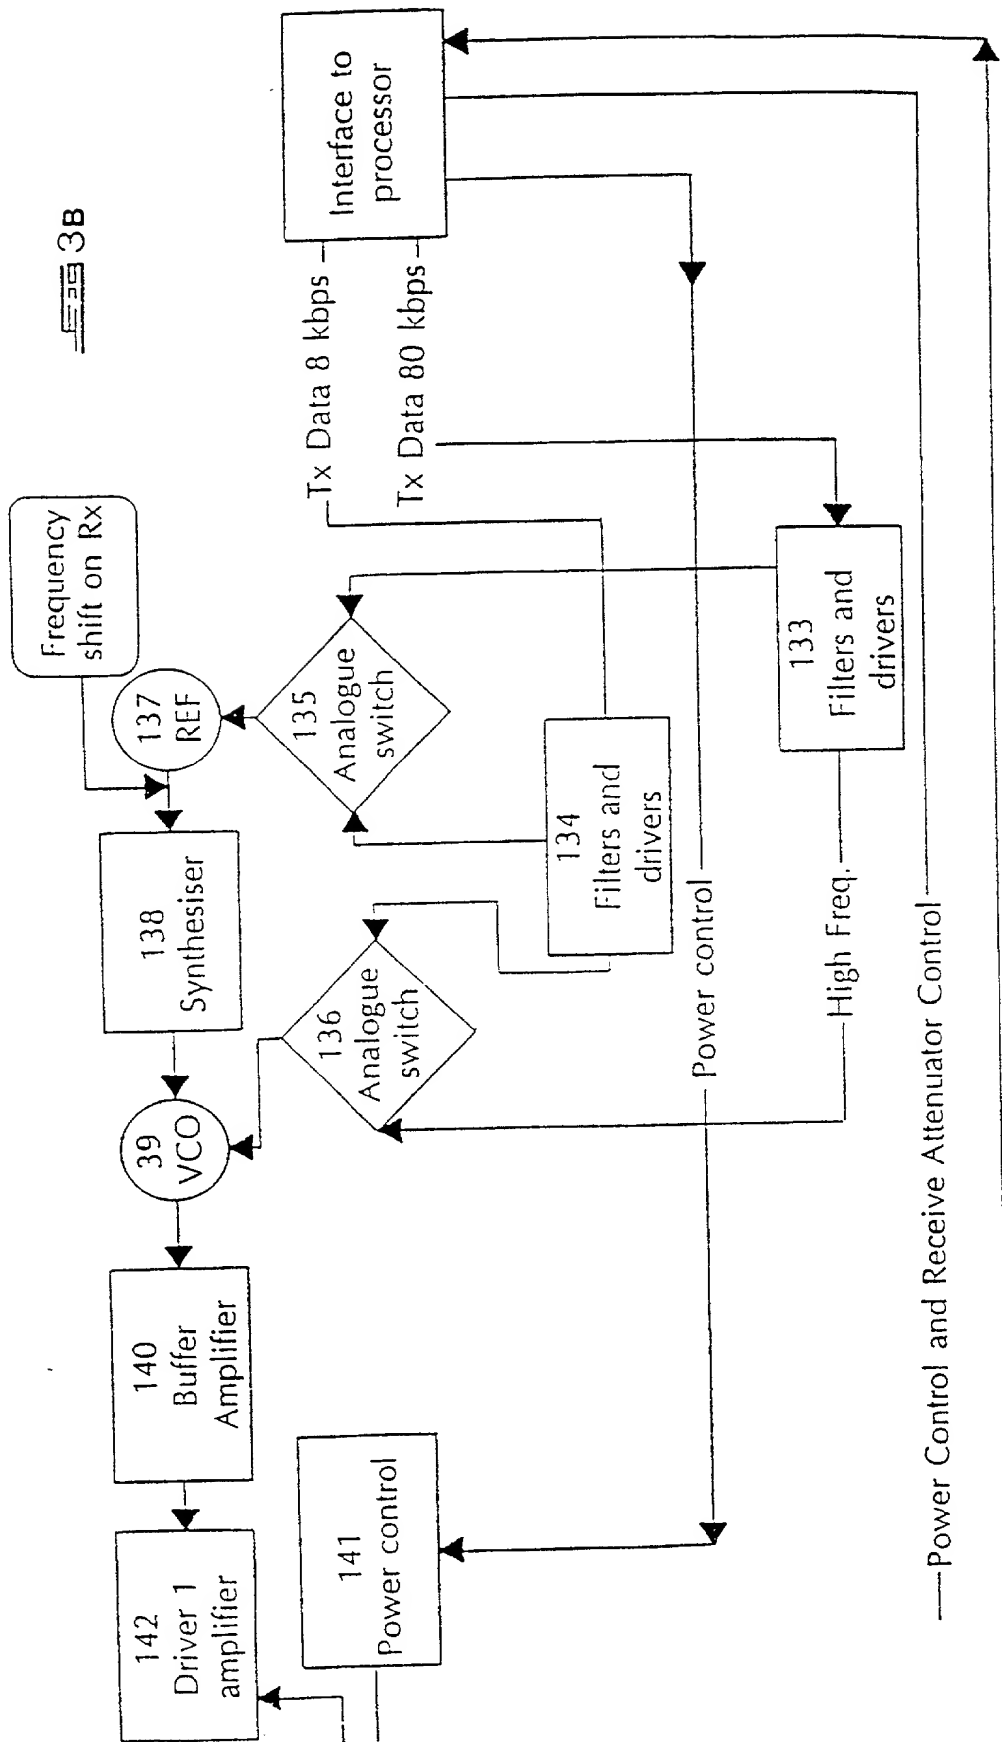 3B
Frequency
shift on Rx
137
REF
138
Synthesiser
39
VCO
140
Buffer
Amplifier
142
Driver 1
amplifier
Interface to
processor
Tx Data 8 kbps
Tx Data 80 kbps
135
Analogue
switch
136
Analogue
switch
134
Filters and
drivers
133
Filters and
drivers
141
Power control
Power control
High Freq.
Power Control and Receive Attenuator Control